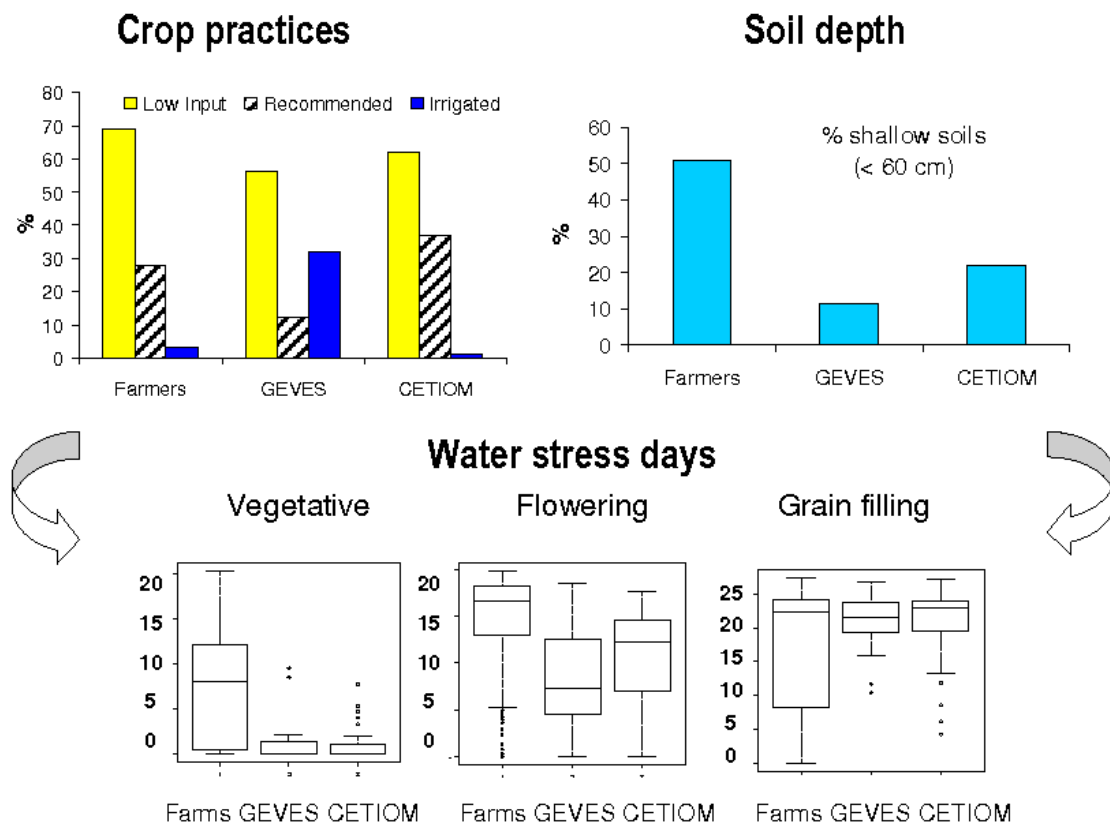 Crop practices
Soil depth
Low Input Recommended Irrigated
80
70
60
50
40
30
20
10
0
%
Farmers GEVES CETIOM
% shallow soils
(< 60 cm)
60
50
40
30
20
10
0
%
Farmers GEVES CETIOM
Water stress days
Vegetative
Flowering
Grain filling
20
15
10
5
0
20
15
10
5
0
25
20
15
10
5
0
Farms GEVES CETIOM
Farms GEVES CETIOM
Farms GEVES CETIOM